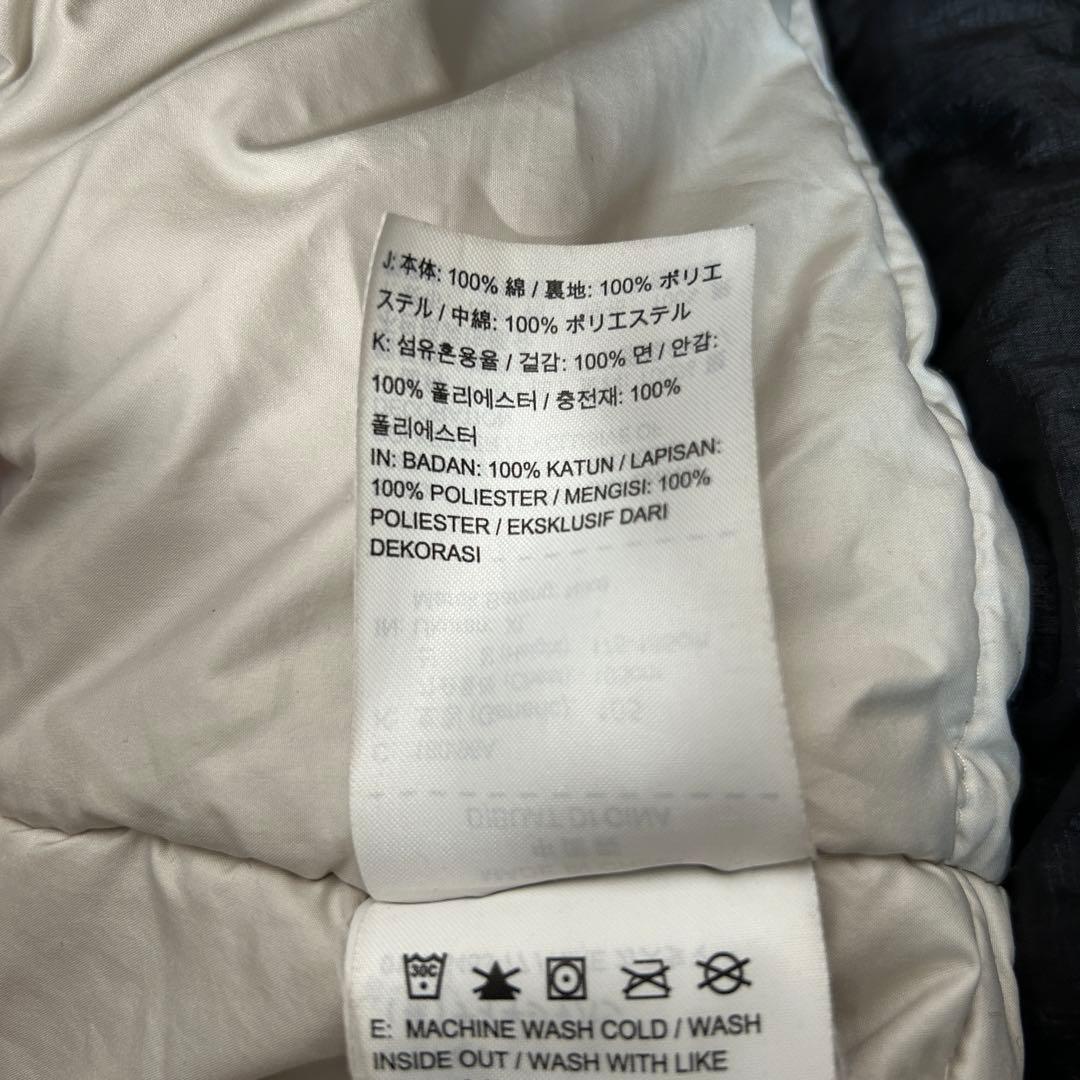 J: 本体: 100% 綿 / 裏地: 100% ポリエ
ステル / 中綿: 100% ポリエステル
K: 섬유혼용율 / 겉감: 100% 면 / 안감:
100% 폴리에스터 / 충전재: 100%
폴리에스터
IN: BADAN: 100% KATUN / LAPISAN:
100% POLIESTER / MENGISI: 100%
POLIESTER / EKSKLUSIF DARI
DEKORASI
30C
E: MACHINE WASH COLD / WASH
INSIDE OUT / WASH WITH LIKE